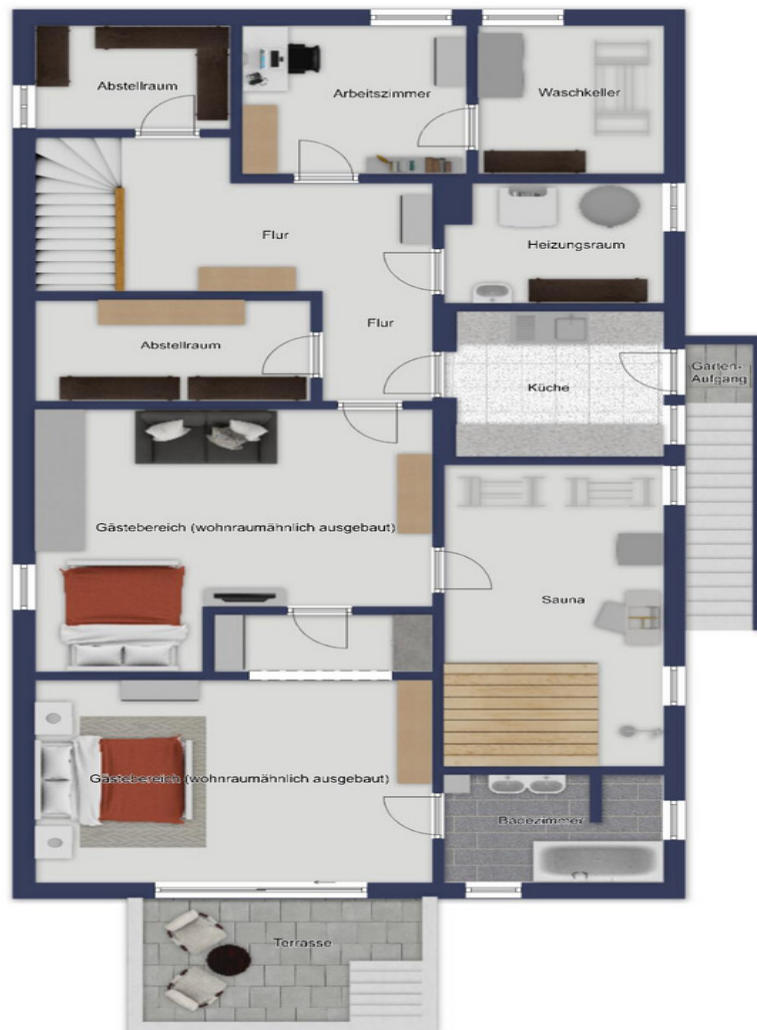 Abstellraum
Arbeitszimmer
Waschkeller
Flur
Heizungsraum
Flur
Abstellraum
Küche
Garten-
Aufgang
Gästebereich (wohnraumähnlich ausgebaut)
Sauna
Gästebereich (wohnraumähnlich ausgebaut)
Badezimmer
Terrasse